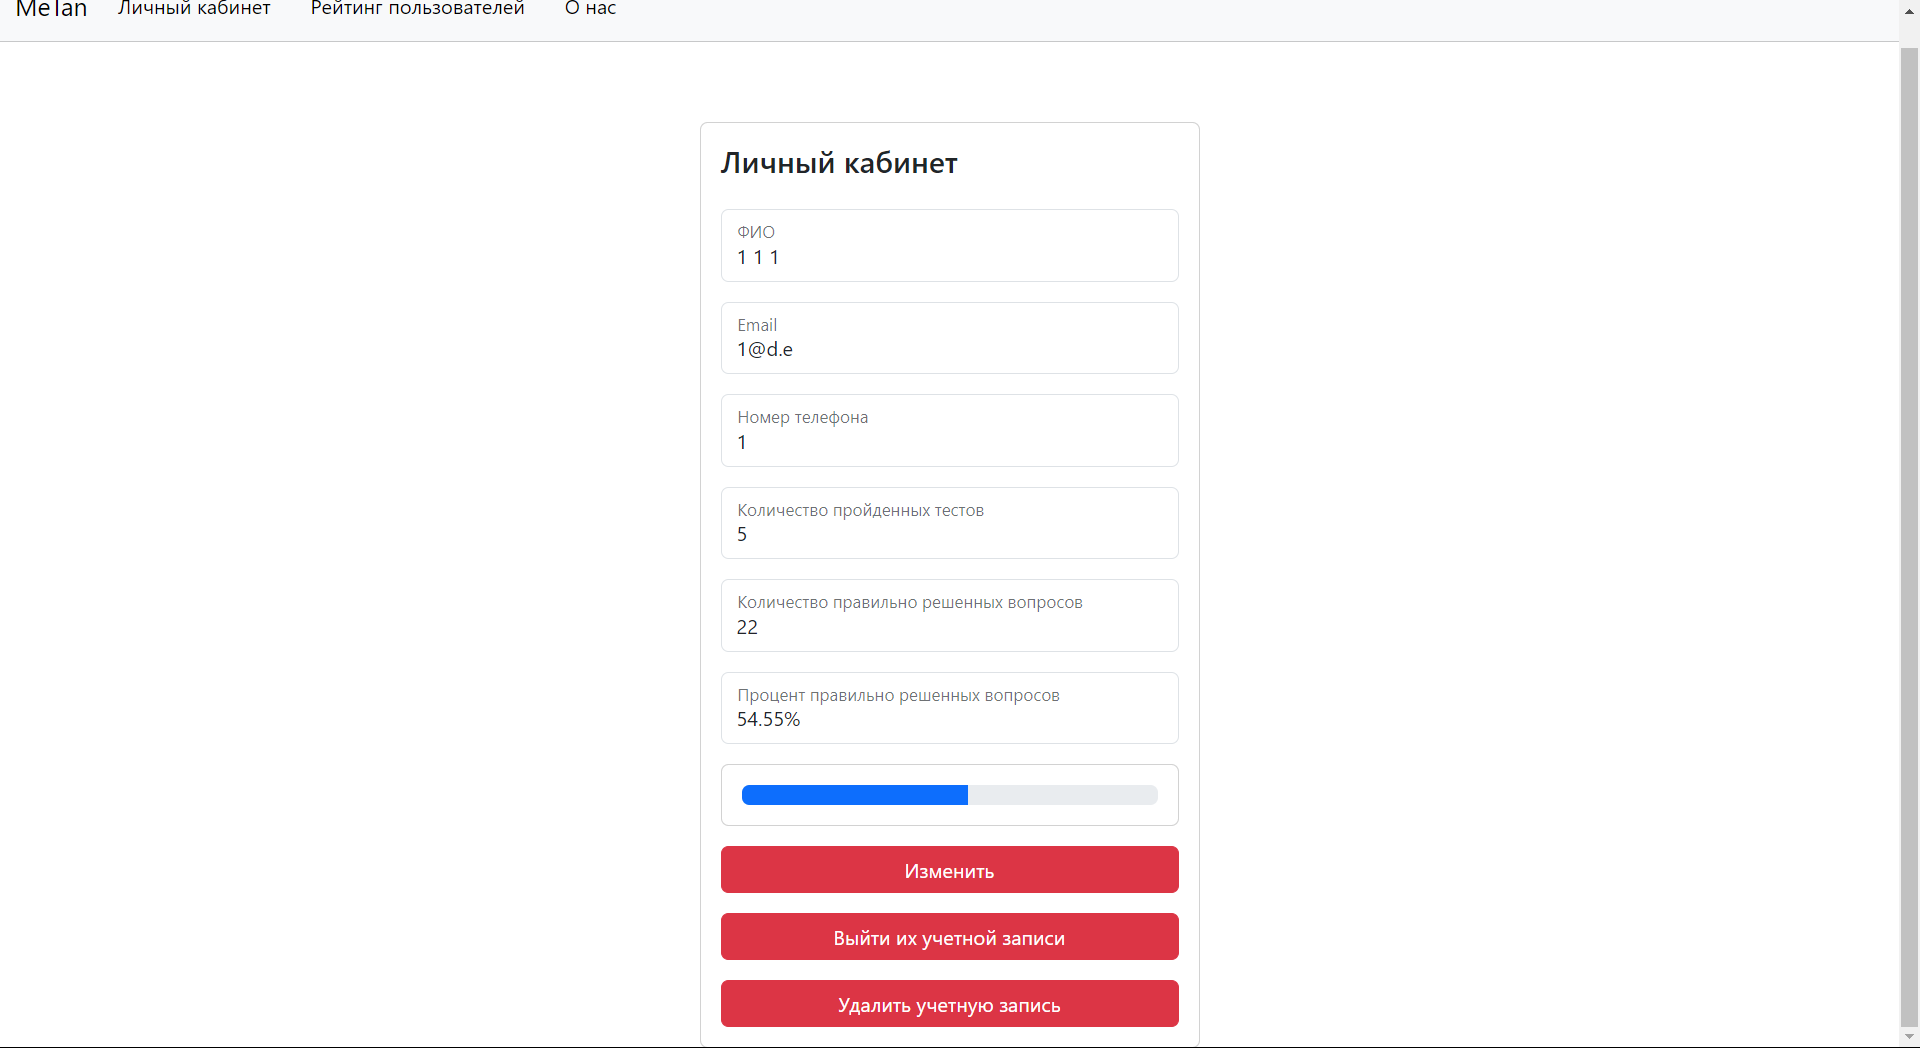 MeTan Личный кабинет Рейтинг пользователей О нас
Личный кабинет
ФИО
1 1 1
Email
1@d.e
Номер телефона
1
Количество пройденных тестов
5
Количество правильно решенных вопросов
22
Процент правильно решенных вопросов
54.55%
Изменить
Выйти их учетной записи
Удалить учетную запись